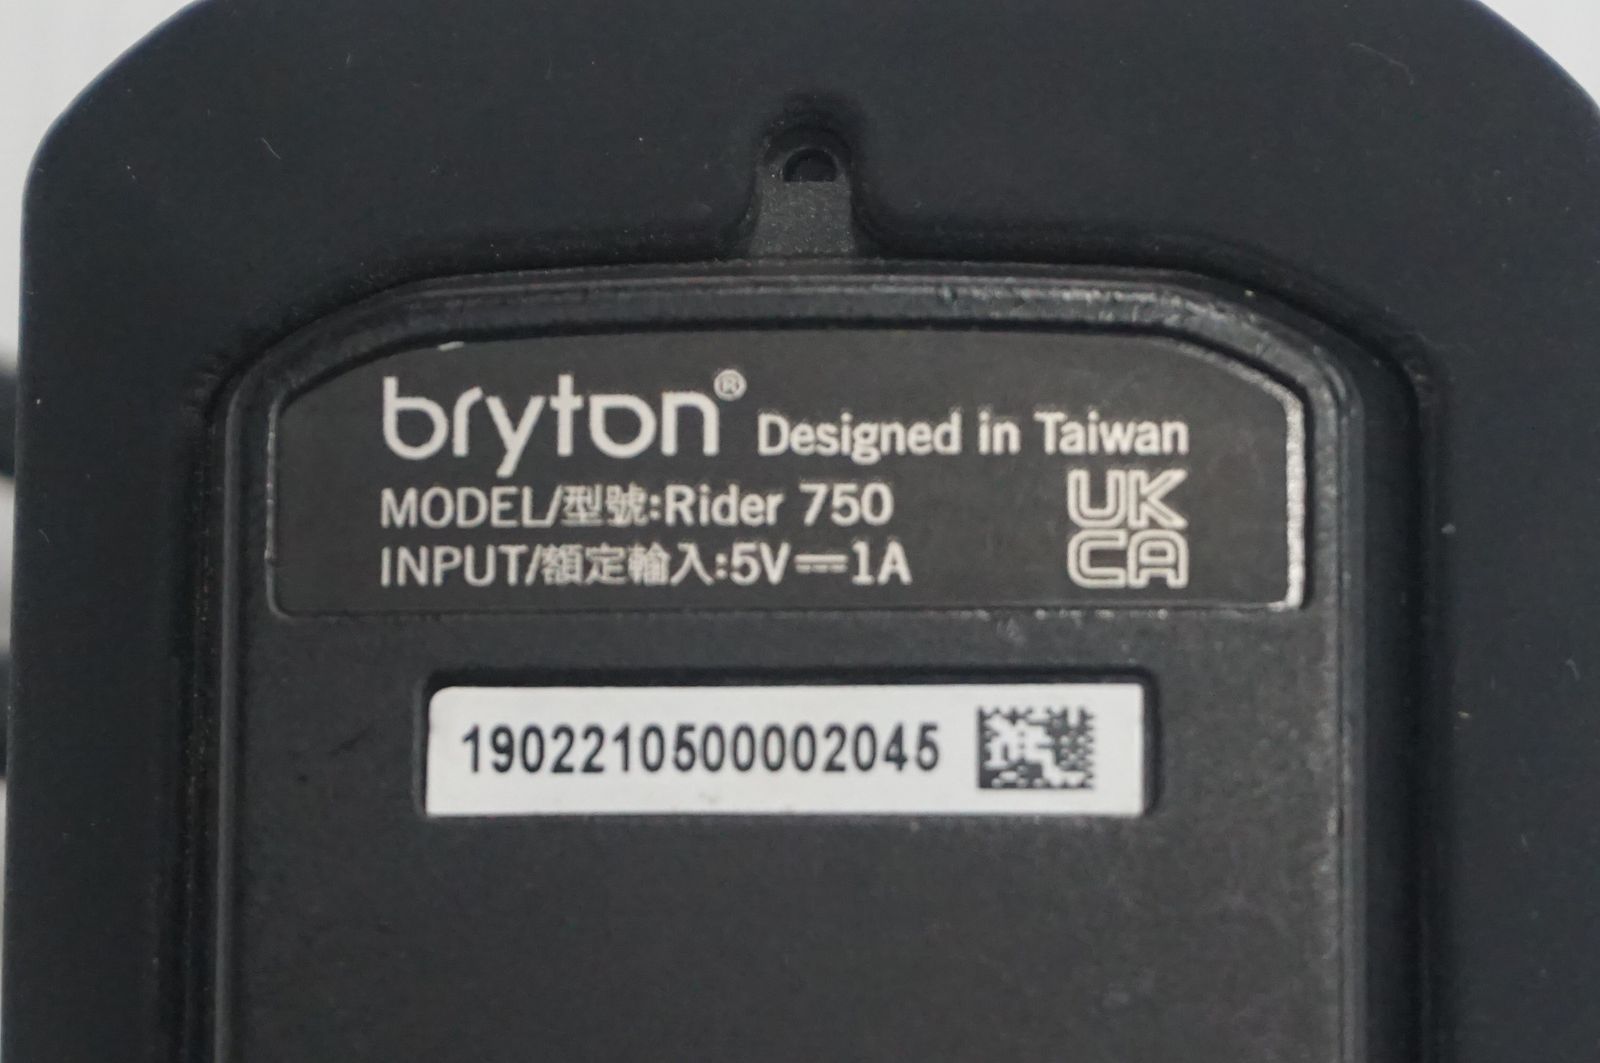 bryton® Designed in Taiwan
MODEL/型號:Rider 750
INPUT/額定輸入:5V⎓1A
UK
CA
1902210500002045